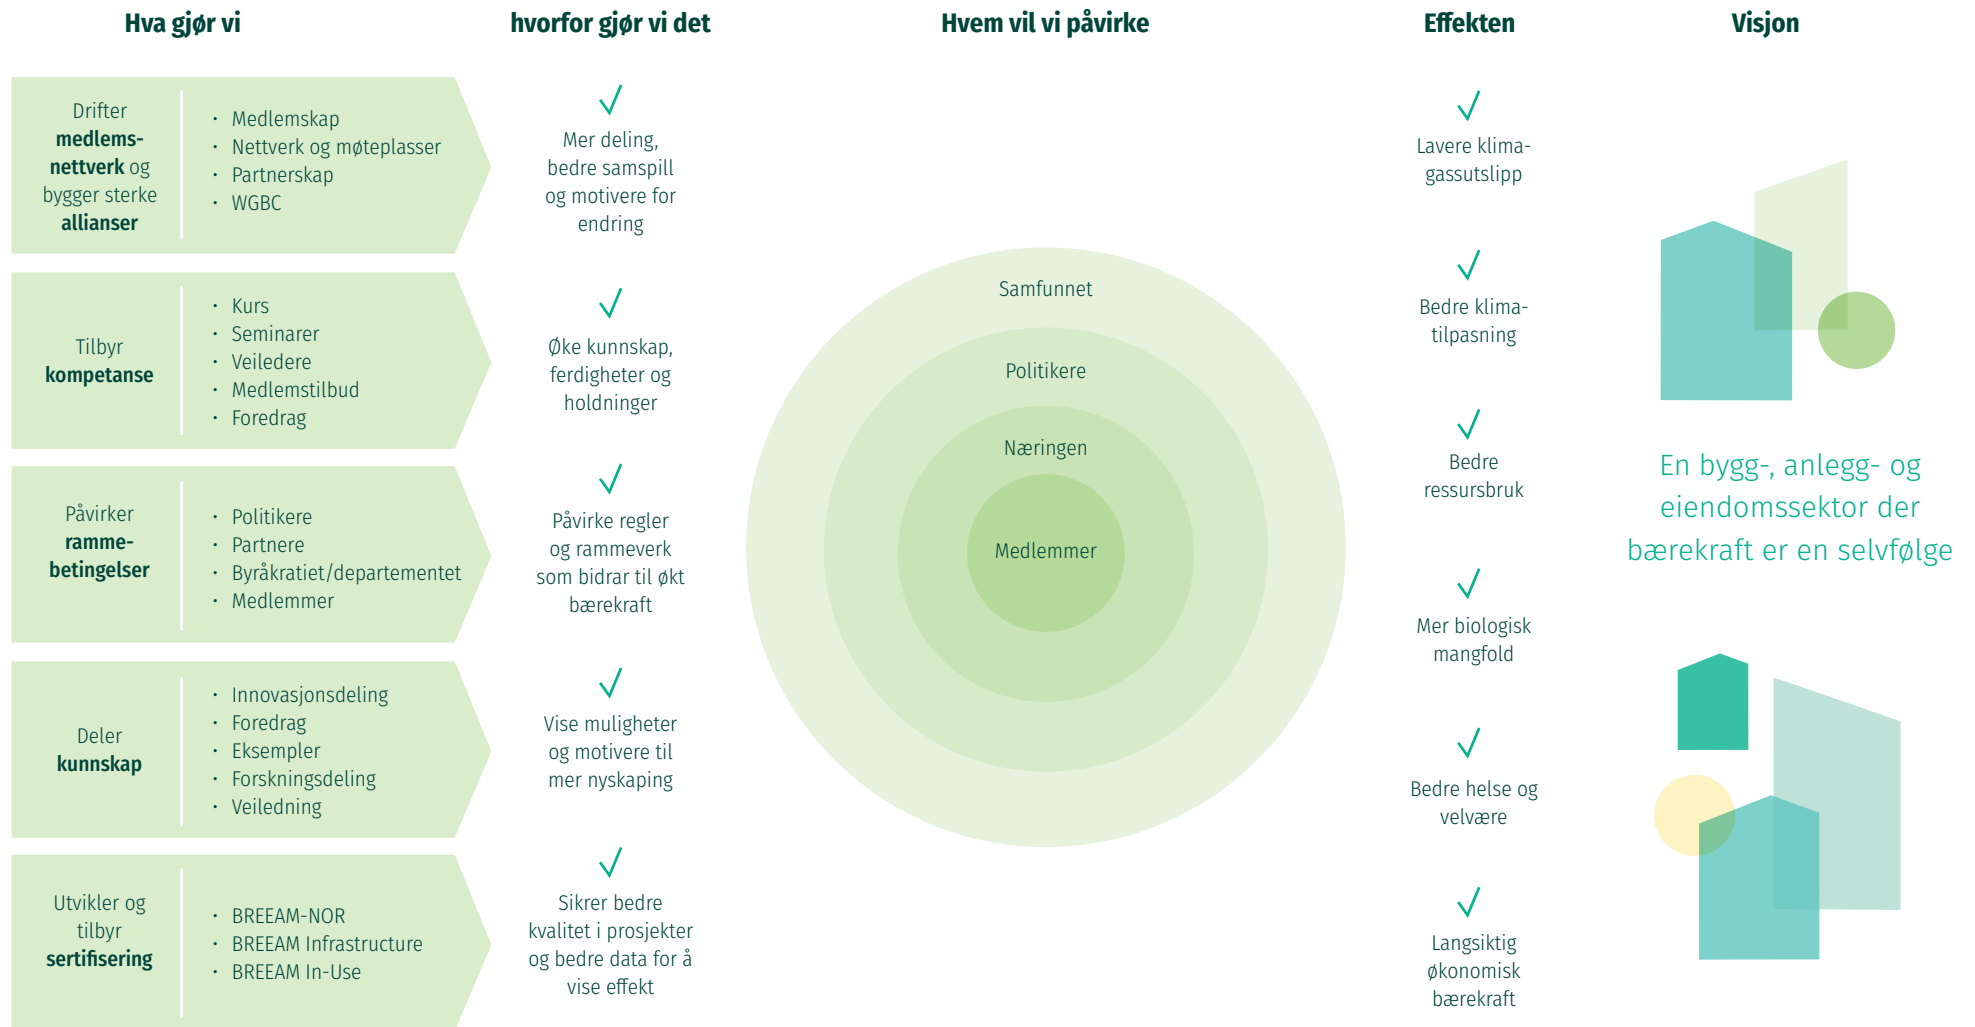 Hva gjør vi
hvorfor gjør vi det
Hvem vil vi påvirke
Effekten
Visjon
Drifter
medlems-
nettverk og
bygger sterke
allianser
• Medlemskap
• Nettverk og møteplasser
• Partnerskap
• WGBC
Mer deling,
bedre samspill
og motivere for
endring
Tilbyr
kompetanse
• Kurs
• Seminarer
• Veiledere
• Medlemstilbud
• Foredrag
Øke kunnskap,
ferdigheter og
holdninger
Påvirker
ramme-
betingelser
• Politikere
• Partnere
• Byråkratiet/departementet
• Medlemmer
Påvirke regler
og rammeverk
som bidrar til økt
bærekraft
Deler
kunnskap
• Innovasjonsdeling
• Foredrag
• Eksempler
• Forskningsdeling
• Veiledning
Vise muligheter
og motivere til
mer nyskaping
Utvikler og
tilbyr
sertifisering
• BREEAM-NOR
• BREEAM Infrastructure
• BREEAM In-Use
Sikrer bedre
kvalitet i prosjekter
og bedre data for å
vise effekt
Samfunnet
Politikere
Næringen
Medlemmer
Lavere klima-
gassutslipp
Bedre klima-
tilpasning
Bedre
ressursbruk
Mer biologisk
mangfold
Bedre helse og
velvære
Langsiktig
økonomisk
bærekraft
En bygg-, anlegg- og
eiendomssektor der
bærekraft er en selvfølge